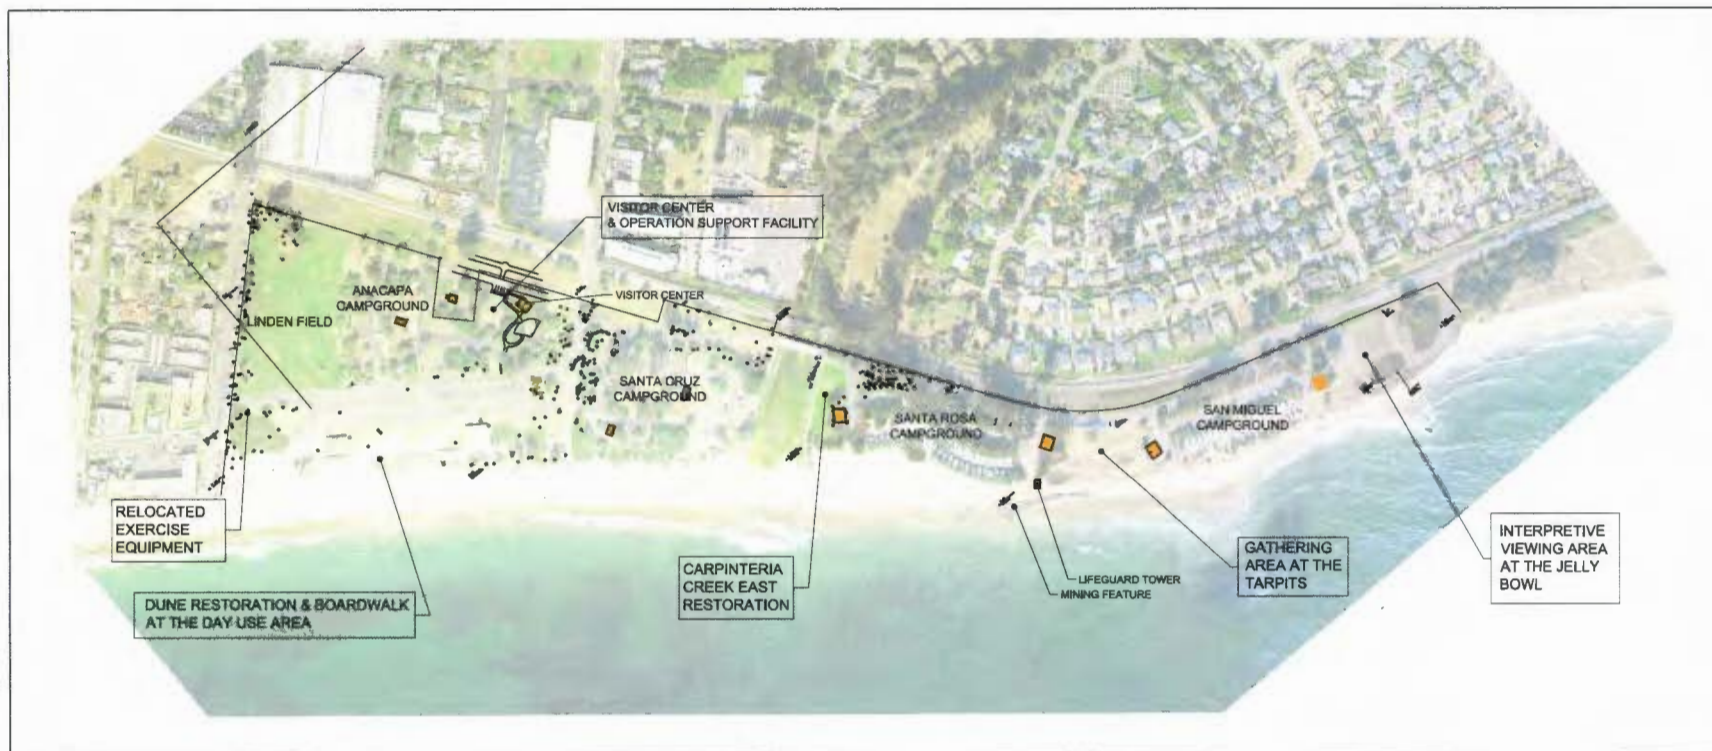 VISITOR CENTER
& OPERATION SUPPORT FACILITY
ANACAPA
CAMPGROUND
VISITOR CENTER
LINDEN FIELD
SANTA CRUZ
CAMPGROUND
SANTA ROSA
CAMPGROUND
SAN MIGUEL
CAMPGROUND
RELOCATED
EXERCISE
EQUIPMENT
DUNE RESTORATION & BOARDWALK
AT THE DAY USE AREA
CARPINTERIA
CREEK EAST
RESTORATION
LIFEGUARD TOWER
MINING FEATURE
GATHERING
AREA AT THE
TARPITS
INTERPRETIVE
VIEWING AREA
AT THE JELLY
BOWL